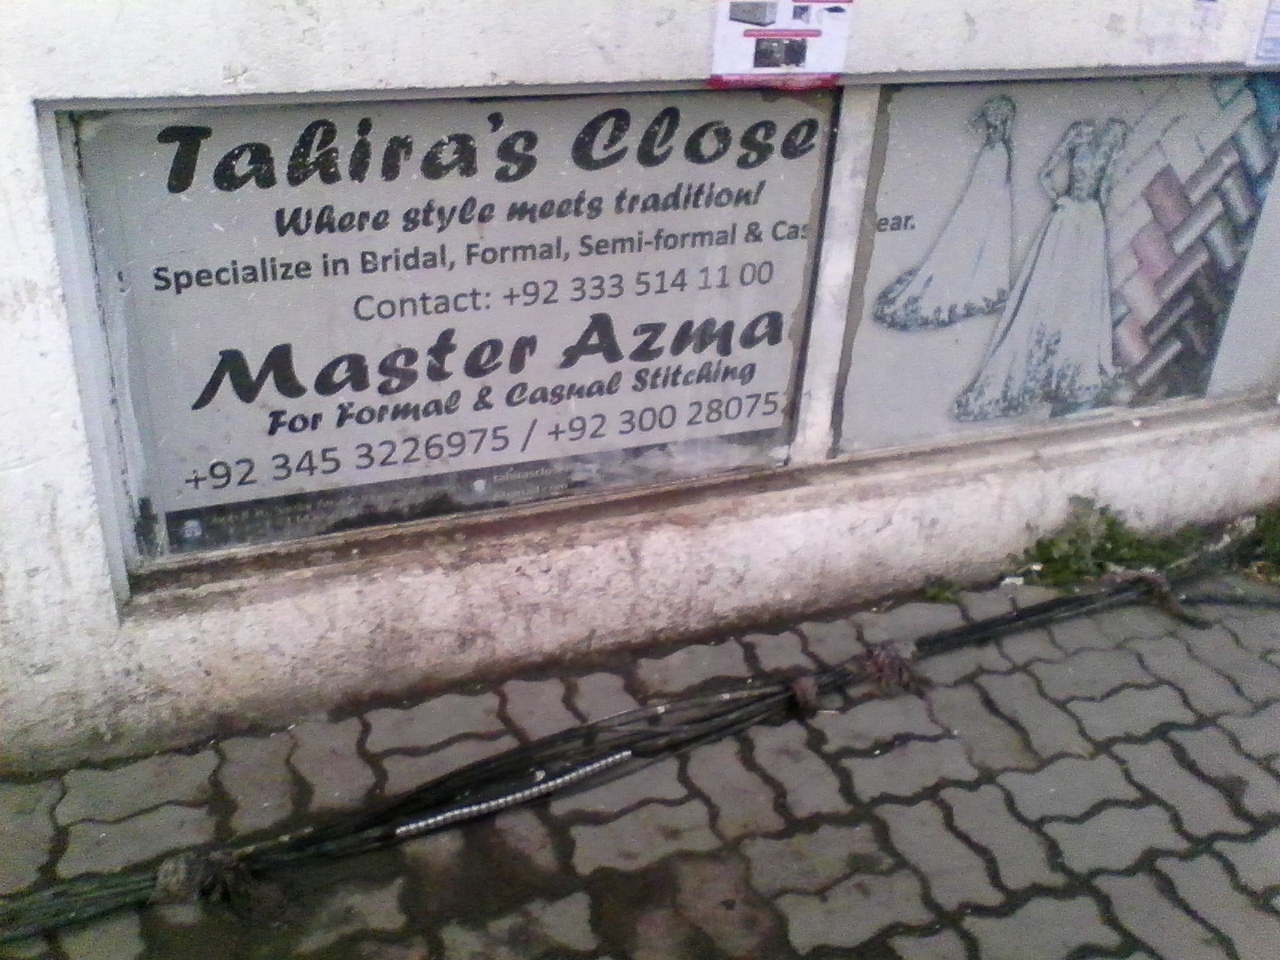 Tahira's Close
Where style meets tradition!
Specialize in Bridal, Formal, Semi-formal & Cas ear.
Contact: +92 333 514 11 00
Master Azma
For Formal & Casual Stitching
+92 345 3226975 / +92 300 28075